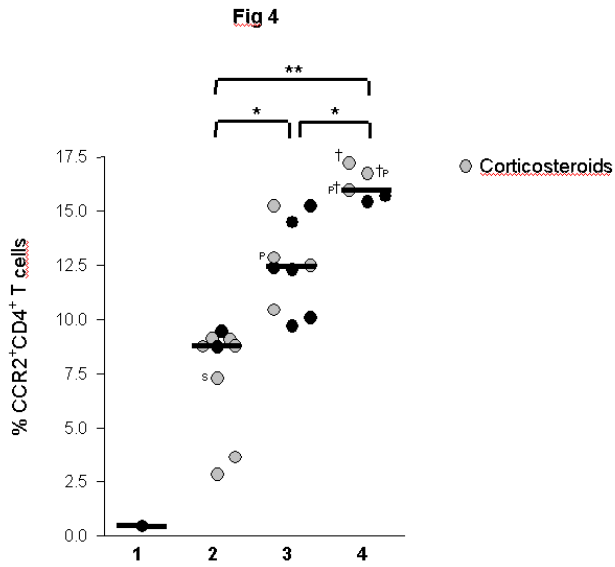 Fig 4
**
* *
17.5
15.0
12.5
10.0
7.5
5.0
2.5
0.0
% CCR2⁺CD4⁺ T cells
†
†P
P†
P
S
1 2 3 4
Corticosteroids